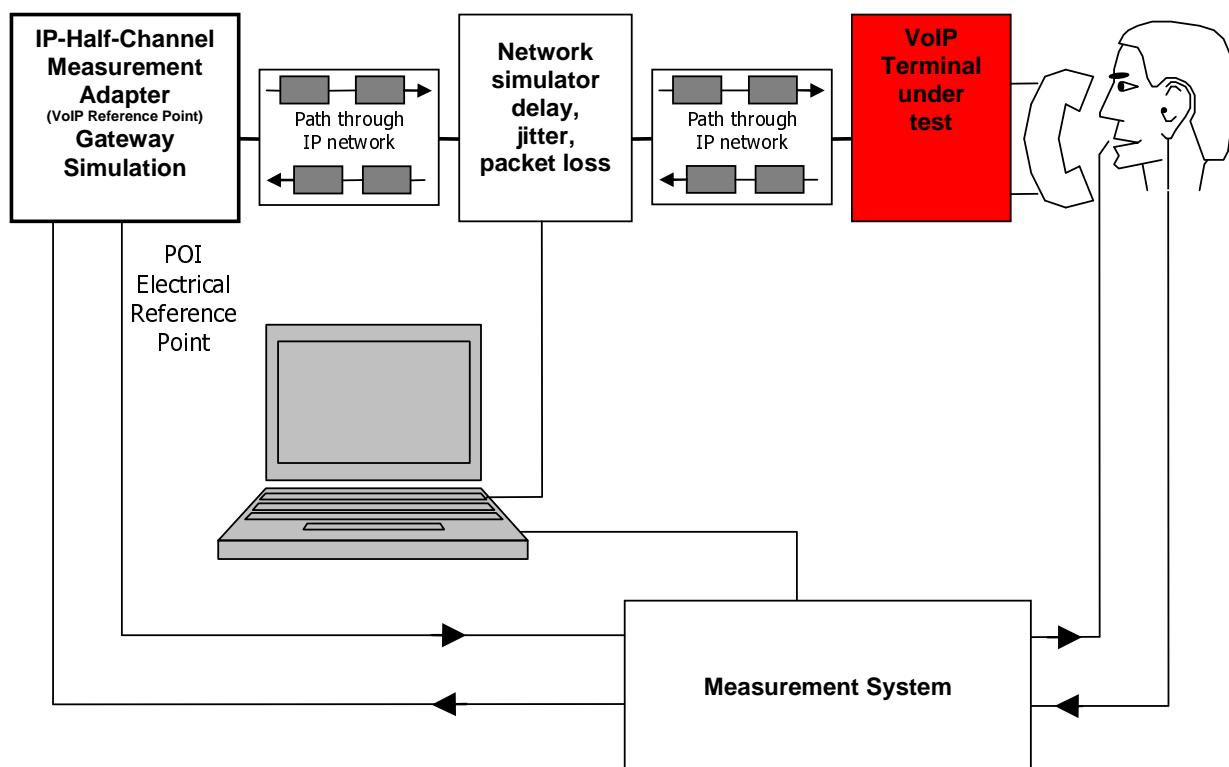 IP-Half-Channel
Measurement
Adapter
(VoIP Reference Point)
Gateway
Simulation
Path through
IP network
Network
simulator
delay,
jitter,
packet loss
Path through
IP network
VoIP
Terminal
under
test
POI
Electrical
Reference
Point
Measurement System